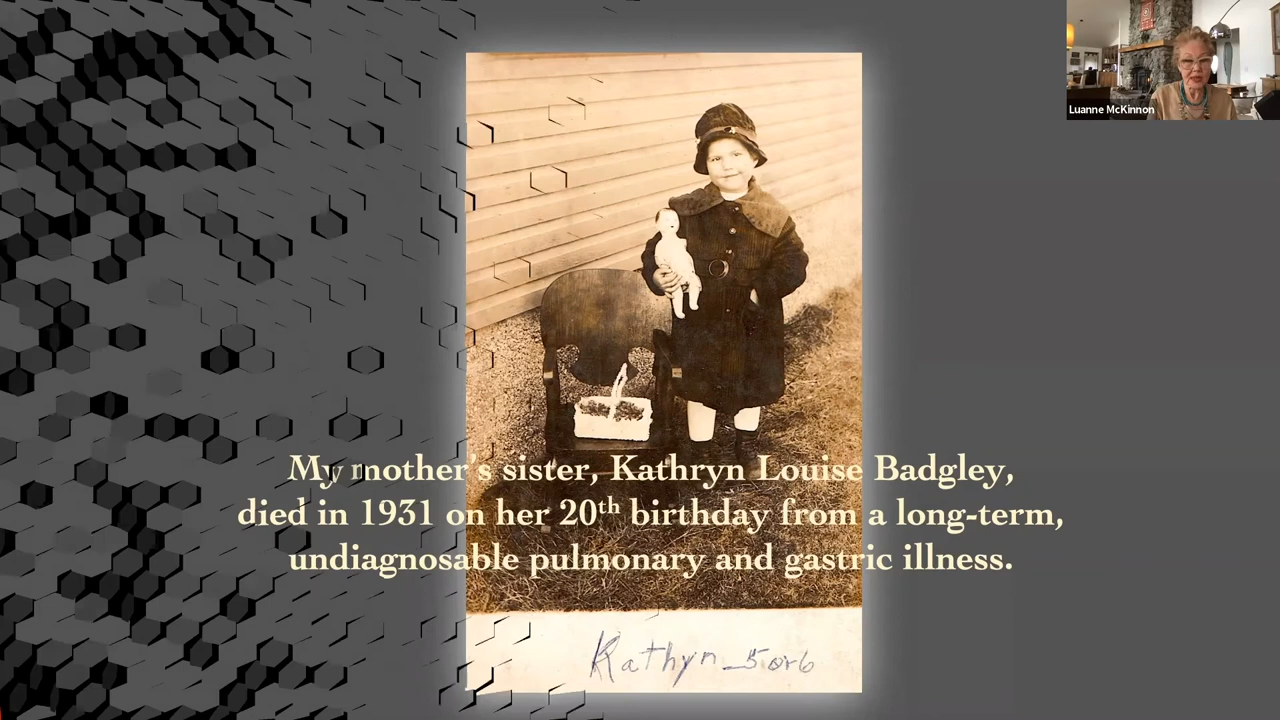 Luanne McKinnon
My mother's sister, Kathryn Louise Badgley,
died in 1931 on her 20th birthday from a long-term,
undiagnosable pulmonary and gastric illness.
Kathyn_5or6